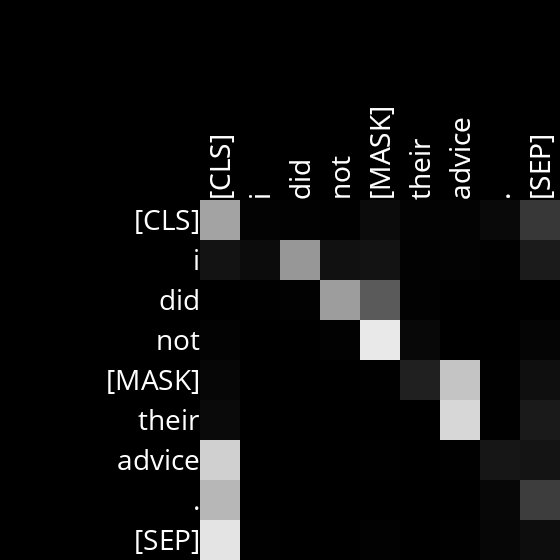 [CLS] i did not [MASK] their advice . [SEP]
[CLS]
i
did
not
[MASK]
their
advice
.
[SEP]